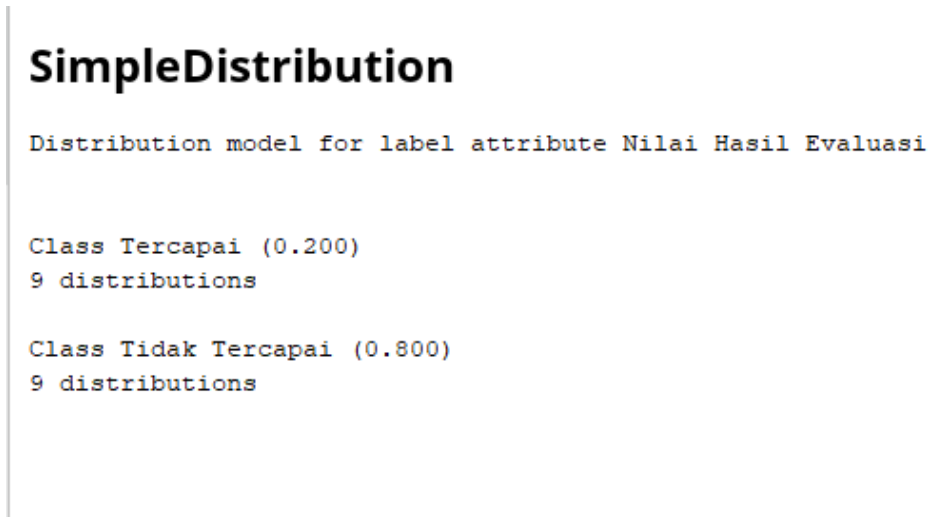 SimpleDistribution
Distribution model for label attribute Nilai Hasil Evaluasi
Class Tercapai (0.200)
9 distributions
Class Tidak Tercapai (0.800)
9 distributions